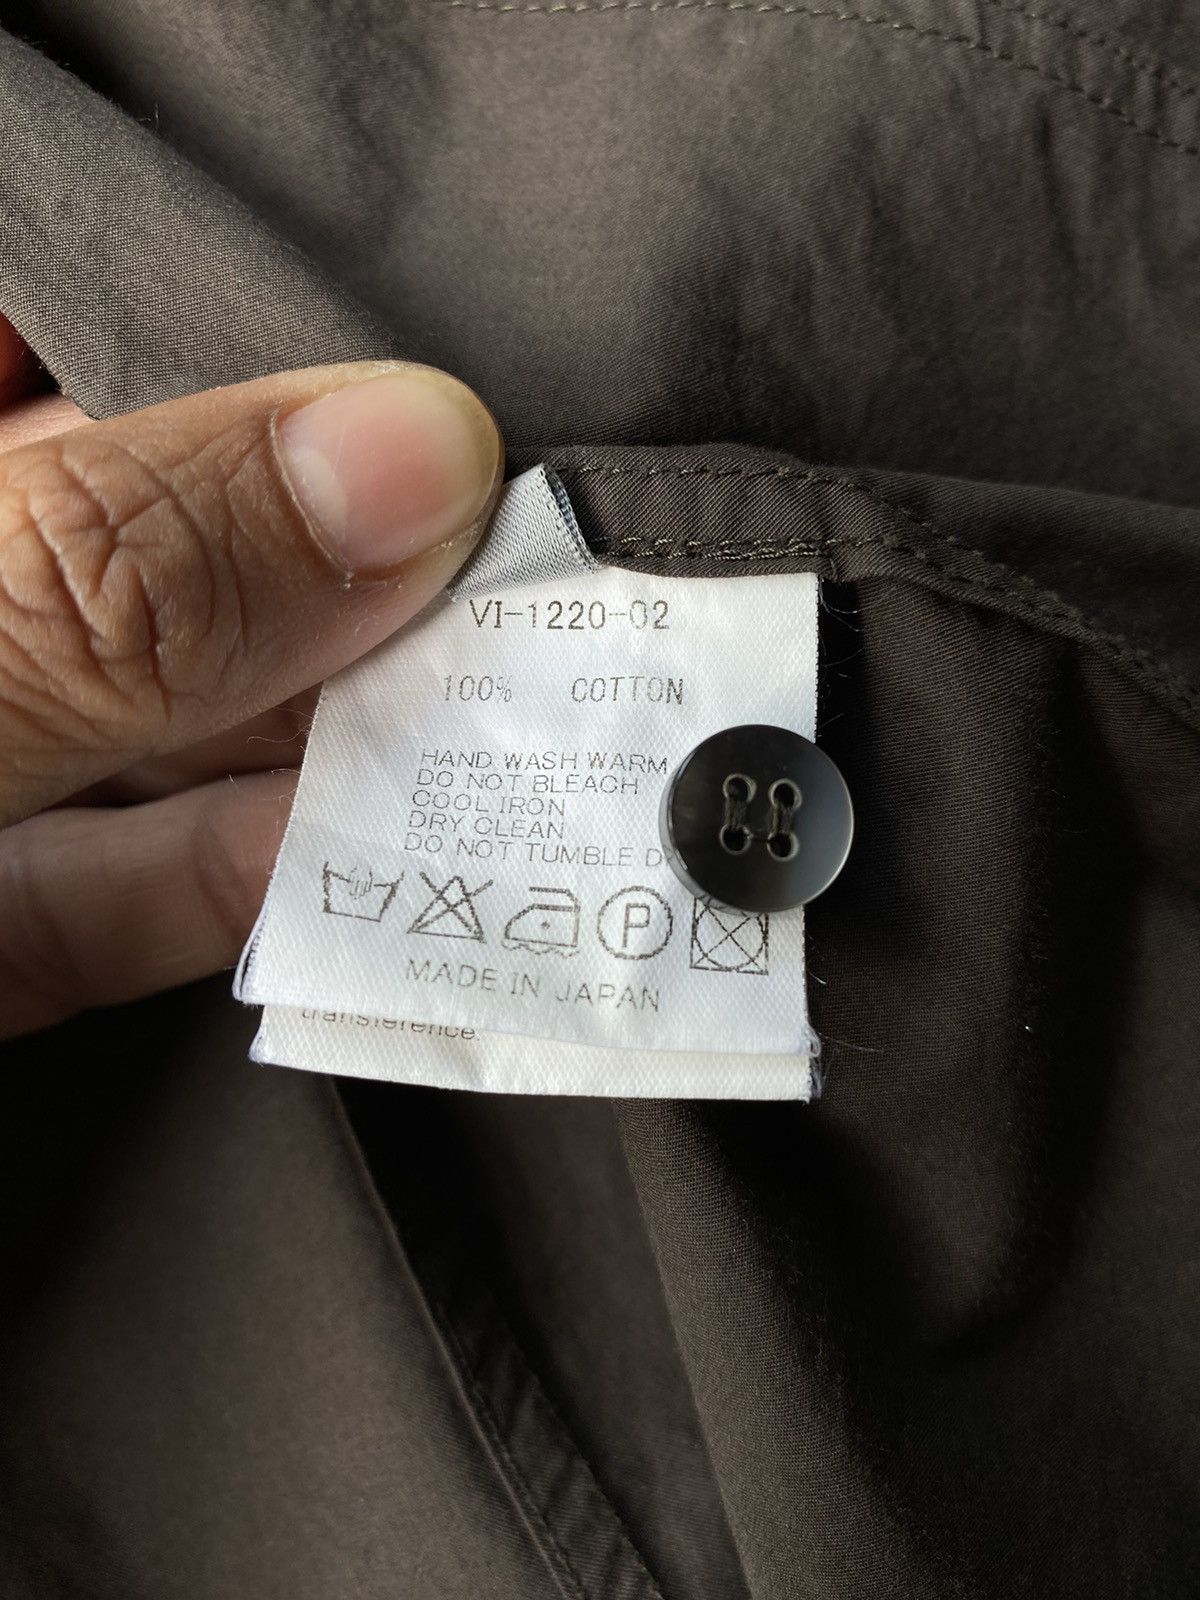 VI-1220-02
100% COTTON
HAND WASH WARM
DO NOT BLEACH
COOL IRON
DRY CLEAN
DO NOT TUMBLE
P
MADE IN JAPAN
transference.